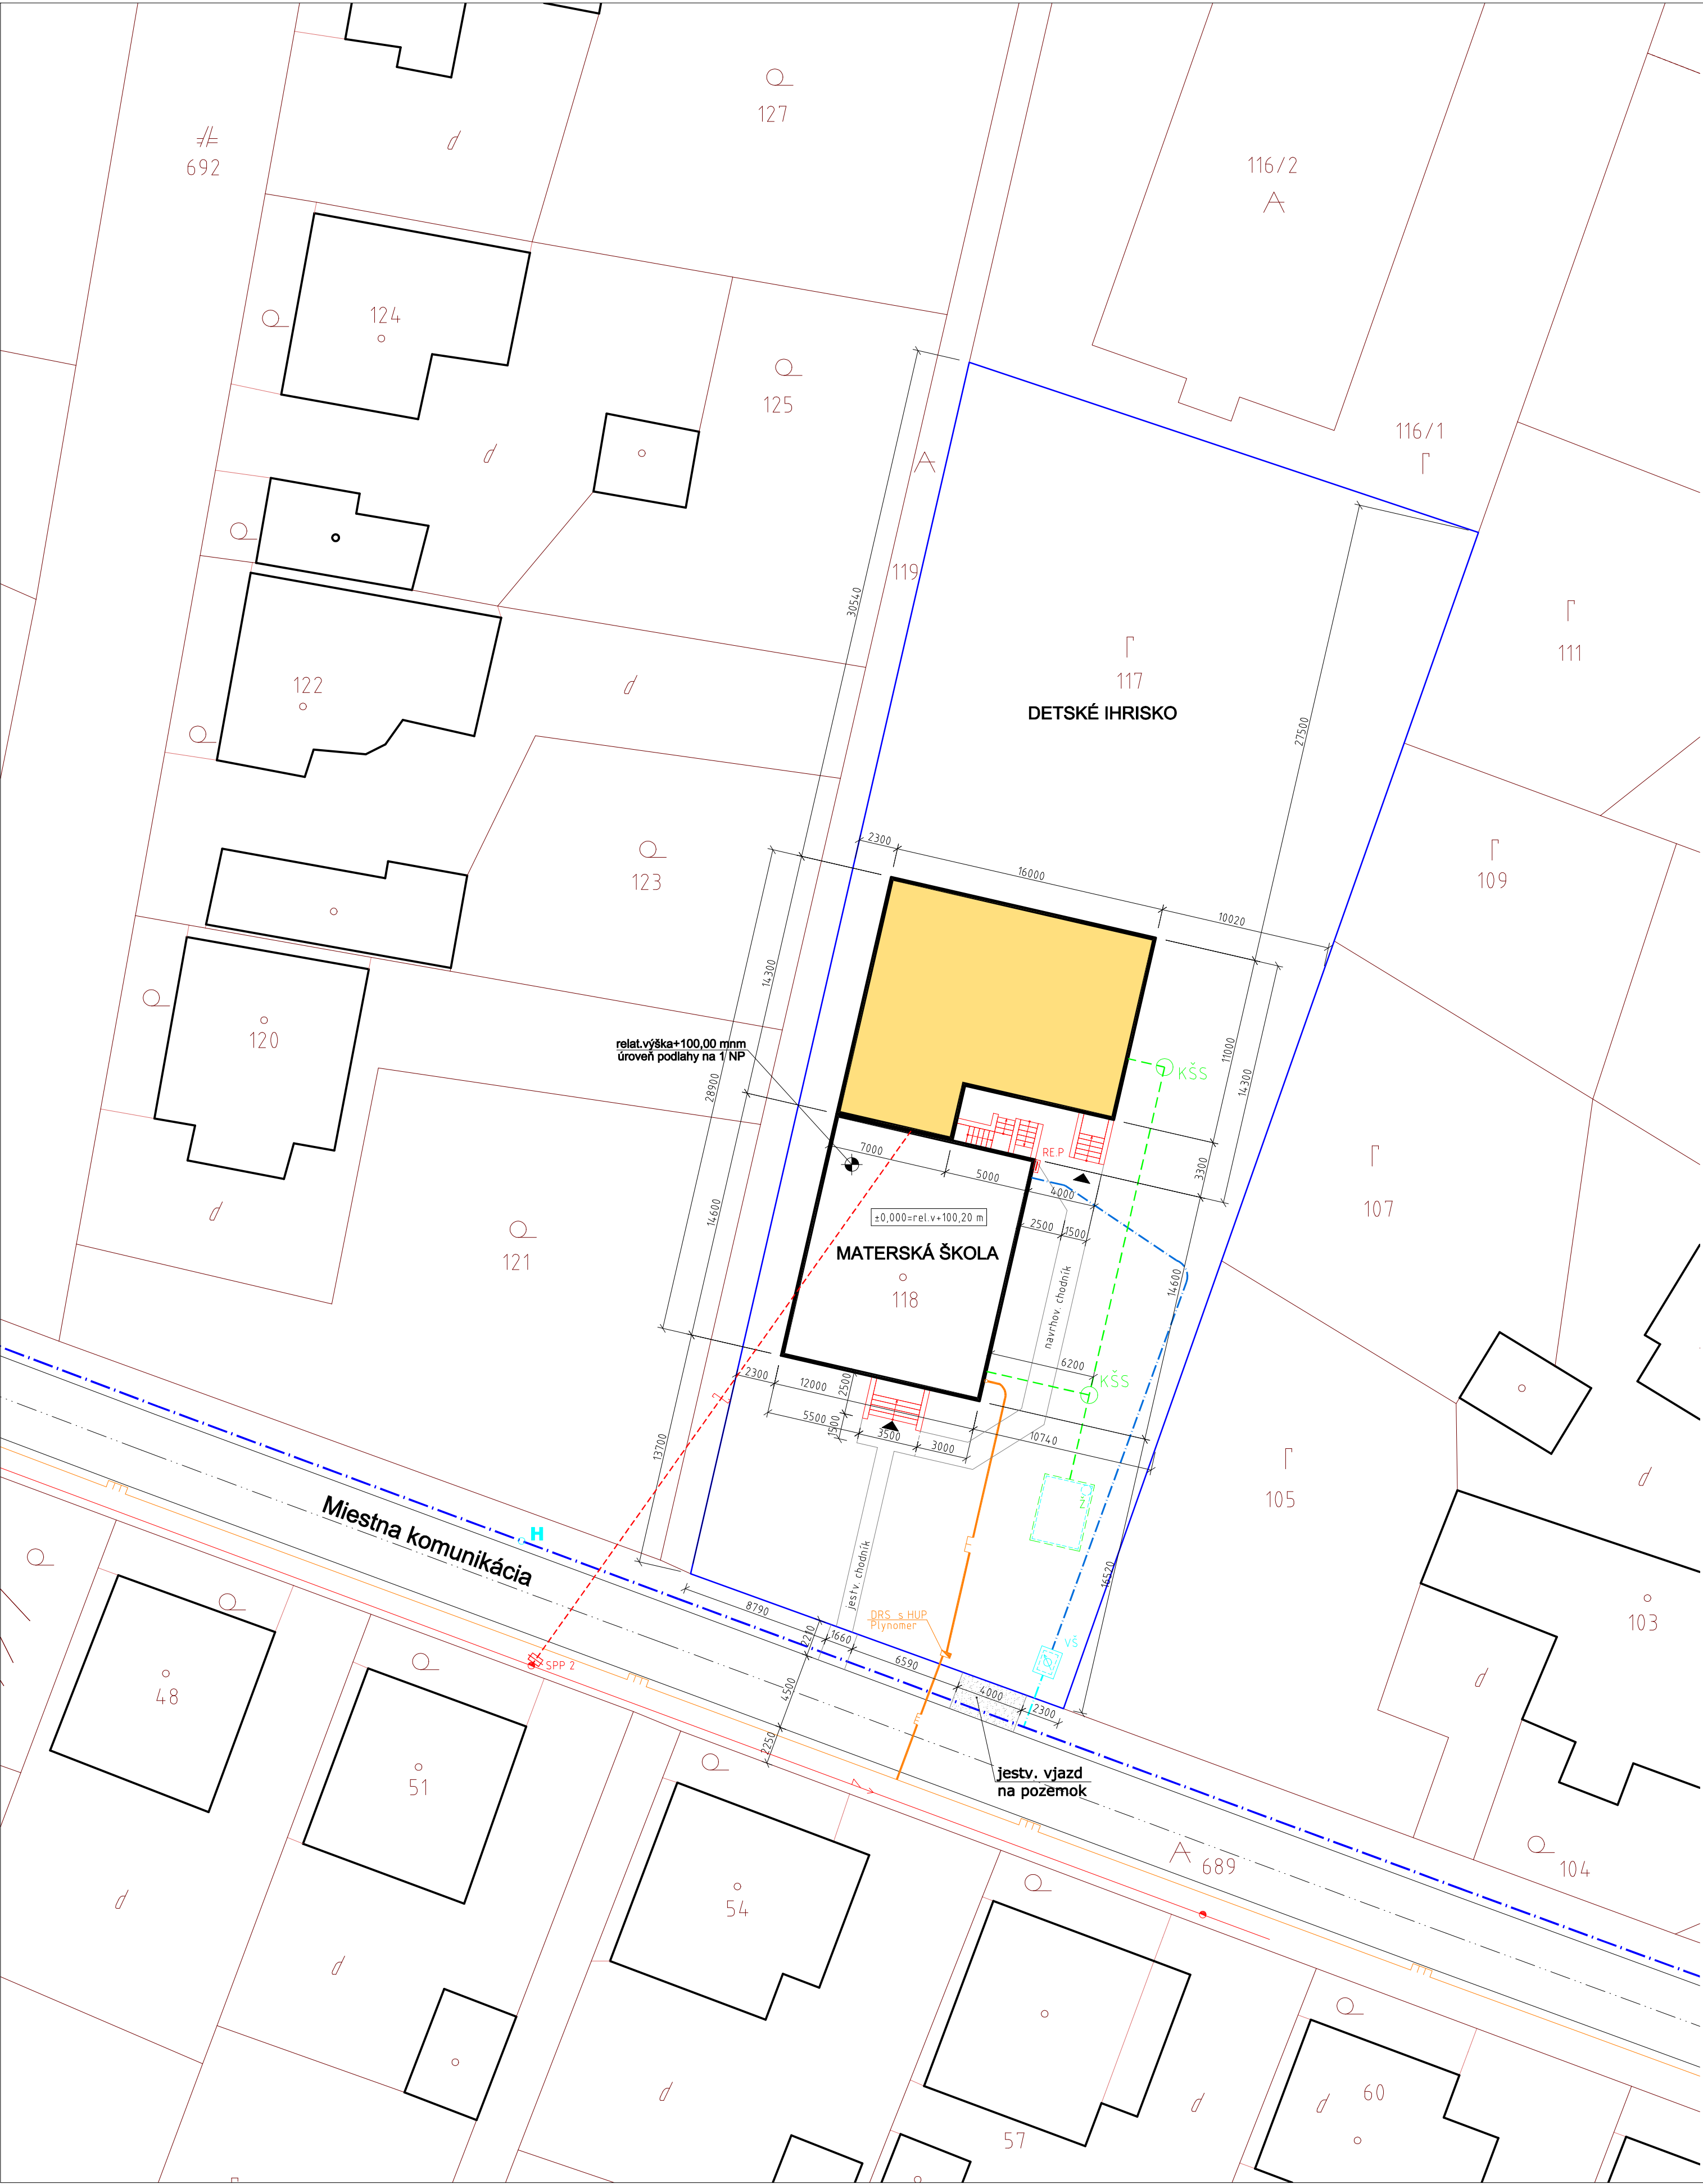 127
692
d
116/2
124
125
116/1
d
119
30540
111
117
DETSKÉ IHRISKO
27500
122
d
109
123
2300
16000
10020
14300
relat.výška+100,00 mnm
úroveň podlahy na 1 NP
120
28900
11000
14300
KŠS
RE.P
7000
5000
4000
3300
107
d
121
14600
±0,000=rel.v+100,20 m
2500
1500
MATERSKÁ ŠKOLA
118
navrhov. chodník
14600
6200
KŠS
2300
12000
2500
5500
1500
3500
3000
10740
13700
105
d
Ž
Miestna komunikácia
H
jestv. chodník
16520
8790
DRS s HUP
Plynomer
1660
2210
6590
VŠ
103
SPP 2
4500
4000
2300
2250
48
51
d
jestv. vjazd
na pozemok
689
104
54
d
d
60
d
d
d
57